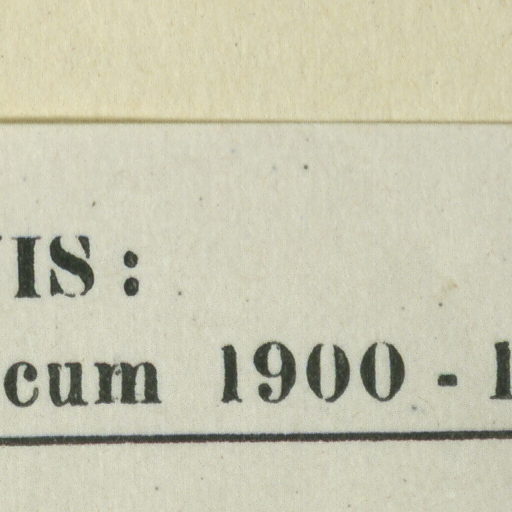 IS :
cum 1900 -